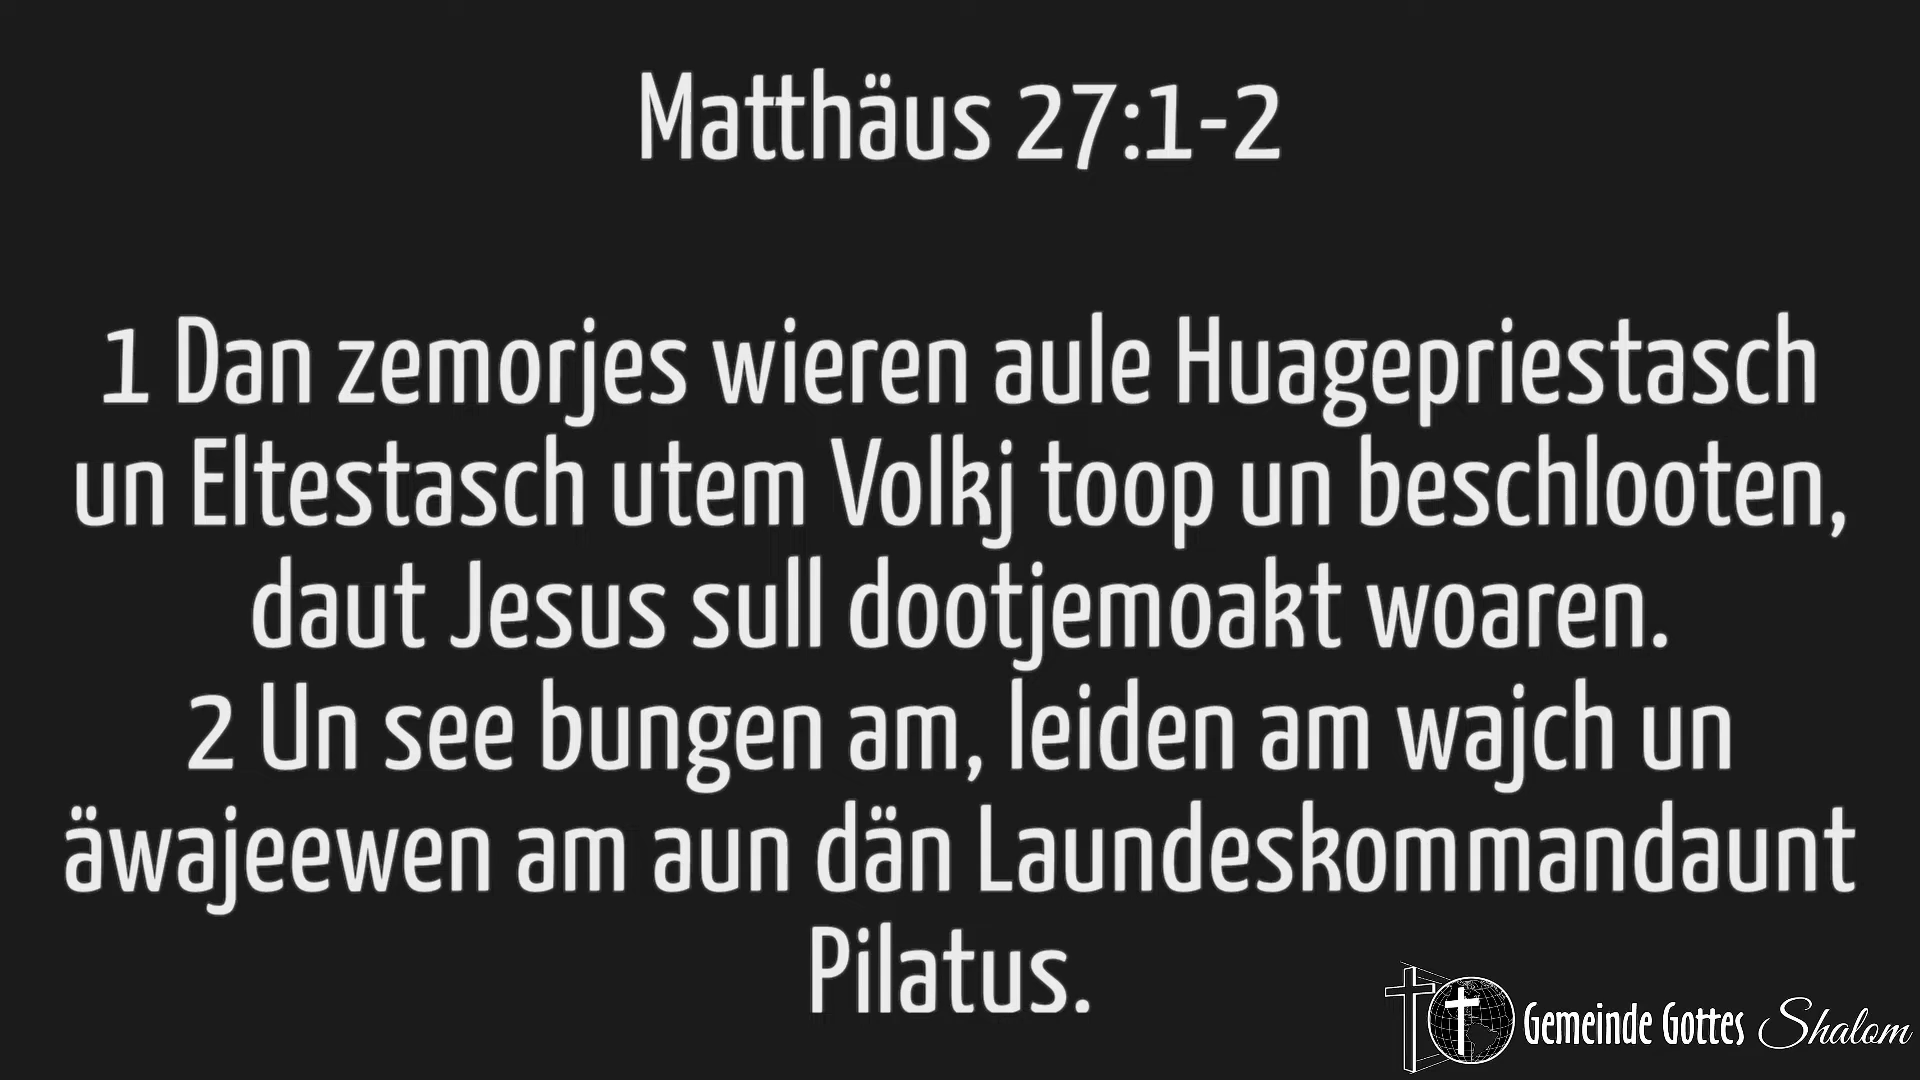 Matthäus 27:1-2
1 Dan zemorjes wieren aule Huagepriestasch
un Eltestasch utem Volkj toop un beschlooten,
daut Jesus sull dootjemoakt woaren.
2 Un see bungen am, leiden am wajch un
äwajeewen am aun dän Laundeskommandaunt
Pilatus.
Gemeinde Gottes Shalom